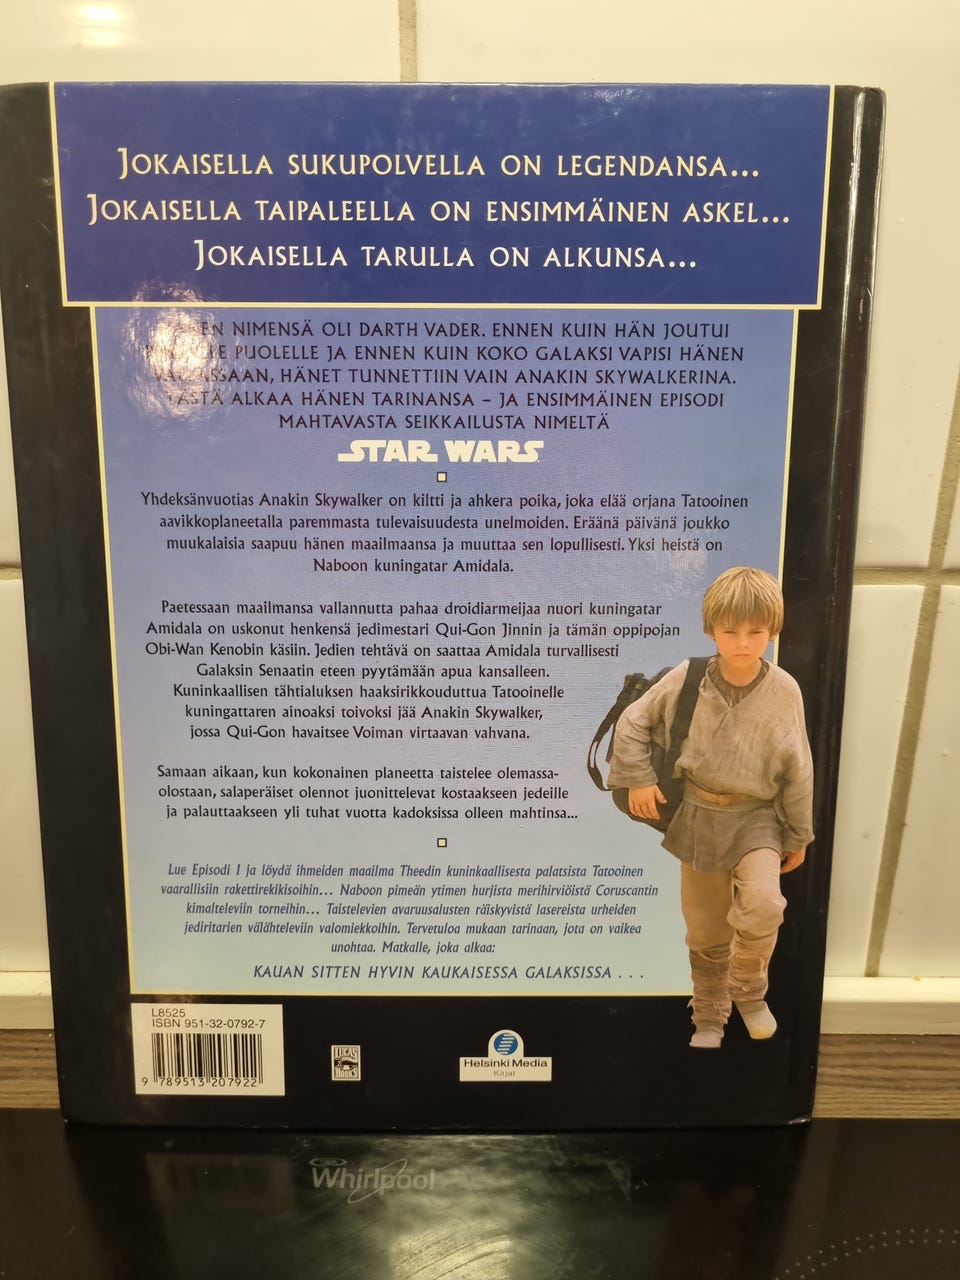 JOKAISELLA SUKUPOLVELLA ON LEGENDANSA...
JOKAISELLA TAIPALEELLA ON ENSIMMÄINEN ASKEL...
JOKAISELLA TARULLA ON ALKUNSA...
NIMENSÄ OLI DARTH VADER. ENNEN KUIN HÄN JOUTUI
PUOLELLE JA ENNEN KUIN KOKO GALAKSI VAPISI HÄNEN
HÄNET TUNNETTIIN VAIN ANAKIN SKYWALKERINA.
TÄSTÄ ALKAA HÄNEN TARINANSA – JA ENSIMMÄINEN EPISODI
MAHTAVASTA SEIKKAILUSTA NIMELTÄ
STAR WARS
Yhdeksänvuotias Anakin Skywalker on kiltti ja ahkera poika, joka elää orjana Tatooinen
aavikkoplaneetalla paremmasta tulevaisuudesta unelmoiden. Eräänä päivänä joukko
muukalaisia saapuu hänen maailmaansa ja muuttaa sen lopullisesti. Yksi heistä on
Naboon kuningatar Amidala.
Paetessaan maailmansa vallannutta pahaa droidiarmeijaa nuori kuningatar
Amidala on uskonut henkensä jedimestari Qui-Gon Jinnin ja tämän oppipojan
Obi-Wan Kenobin käsiin. Jedien tehtävä on saattaa Amidala turvallisesti
Galaksin Senaatin eteen pyytämään apua kansalleen.
Kuninkaallisen tähtialuksen haaksirikkouduttua Tatooinelle
kuningattaren ainoaksi toivoksi jää Anakin Skywalker,
jossa Qui-Gon havaitsee Voiman virtaavan vahvana.
Samaan aikaan, kun kokonainen planeetta taistelee olemassa-
olostaan, salaperäiset olennot juonittelevat kostaakseen jedeille
ja palauttaakseen yli tuhat vuotta kadoksissa olleen mahtinsa...
Lue Episodi I ja löydä ihmeiden maailma Theedin kuninkaallisesta palatsista Tatooinen
vaarallisiin rakettirekikisoihin... Naboon pimeän ytimen hurjista merihirviöistä Coruscantin
kimalteleviin torneihin... Taistelevien avaruusalusten räiskyvistä lasereista urheiden
jediritarien välähteleviin valomiekkoihin. Tervetuloa mukaan tarinaan, jota on vaikea
unohtaa. Matkalle, joka alkaa:
KAUAN SITTEN HYVIN KAUKAISESSA GALAKSISSA . . .
L8525
ISBN 951-32-0792-7
9 789513 207922
LUCAS
BOOKS
Helsinki Media
Kirjat
Whirlpool